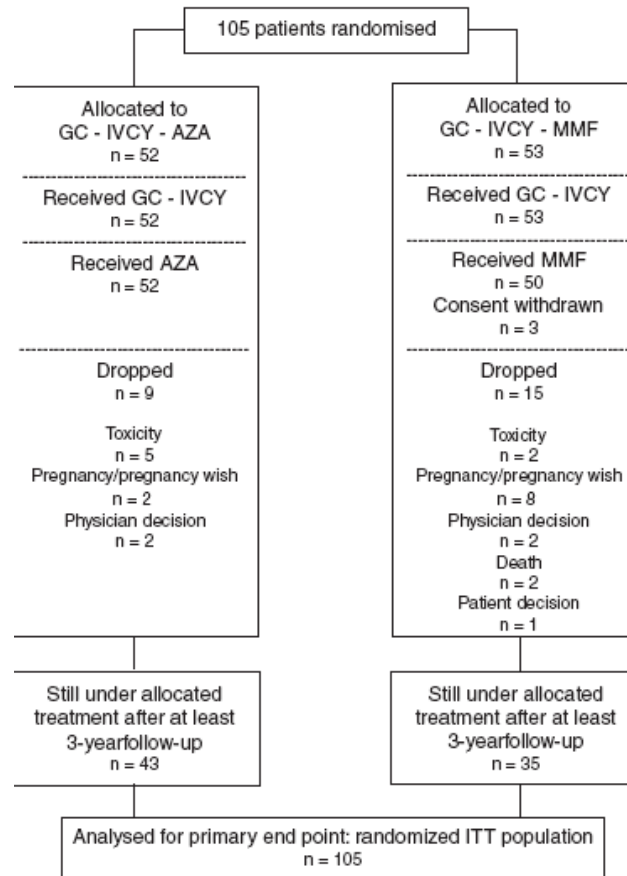 105 patients randomised
Allocated to
GC - IVCY - AZA
n = 52
Received GC - IVCY
n = 52
Received AZA
n = 52
Dropped
n = 9
Toxicity
n = 5
Pregnancy/pregnancy wish
n = 2
Physician decision
n = 2
Still under allocated
treatment after at least
3-yearfollow-up
n = 43
Allocated to
GC - IVCY - MMF
n = 53
Received GC - IVCY
n = 53
Received MMF
n = 50
Consent withdrawn
n = 3
Dropped
n = 15
Toxicity
n = 2
Pregnancy/pregnancy wish
n = 8
Physician decision
n = 2
Death
n = 2
Patient decision
n = 1
Still under allocated
treatment after at least
3-yearfollow-up
n = 35
Analysed for primary end point: randomized ITT population
n = 105